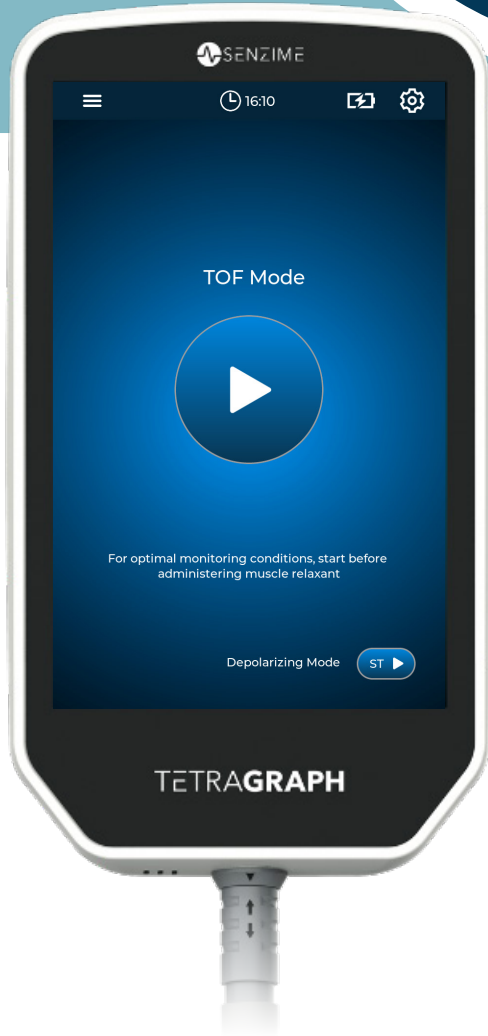 SENZIME
16:10
TOF Mode
For optimal monitoring conditions, start before
administering muscle relaxant
Depolarizing Mode ST
TETRAGRAPH